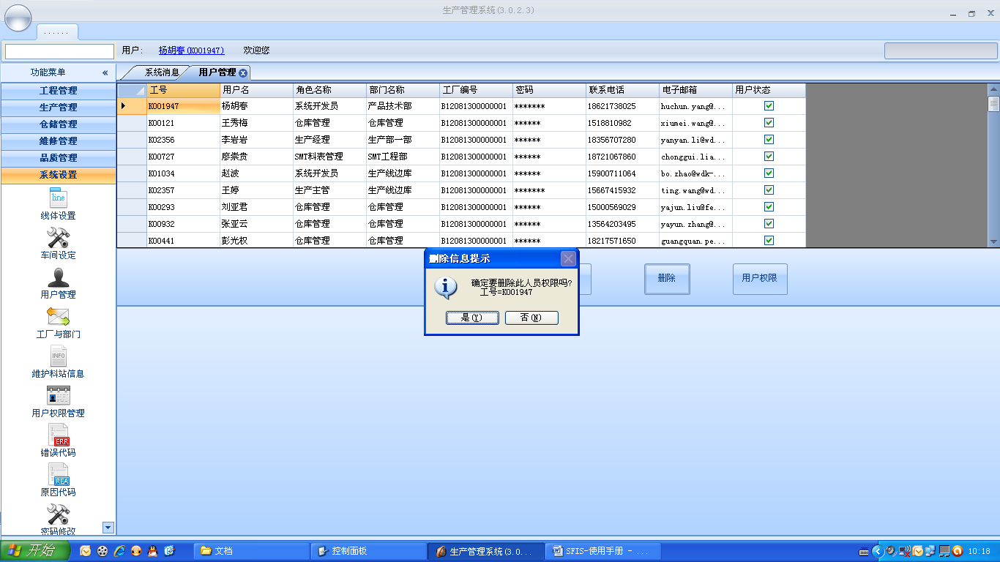 生产管理系统(3.0.2.3)
......
用户: 杨胡春(K001947) 欢迎您
功能菜单 «
系统消息 用户管理
工程管理
生产管理
仓储管理
维修管理
品质管理
系统设置
line
线体设置
车间设定
用户管理
工厂与部门
INFO
维护料站信息
用户权限管理
ERR
错误代码
REA
原因代码
密码修改
工号 用户名 角色名称 部门名称 工厂编号 密码 联系电话 电子邮箱 用户状态
K001947 杨胡春 系统开发员 产品技术部 B12081300000001 ******* 18621738025 huchun.yang@...
K00121 王秀梅 仓库管理 仓库管理 B12081300000001 ****** 1518810982 xiumei.wang@...
K02356 李岩岩 生产经理 生产部一部 B12081300000001 ****** 18356707280 yanyan.li@wd...
K00727 廖崇贵 SMT料表管理 SMT工程部 B12081300000001 ****** 18721067860 chonggui.lia...
K01034 赵波 系统开发员 生产线边库 B12081300000001 ****** 15900711064 bo.zhao@wdk-...
K02357 王婷 生产主管 生产线边库 B12081300000001 ******* 15667415932 ting.wang@wd...
K00293 刘亚君 仓库管理 仓库管理 B12081300000001 ****** 15000569029 yajun.liu@fe...
K00932 张亚云 仓库管理 仓库管理 B12081300000001 ****** 13564203495 yayun.zhang@...
K00441 彭光权 仓库管理 仓库管理 B12081300000001 ****** 18217571650 guangquan.pe...
删除信息提示
确定要删除此人员权限吗?
工号=K001947
是(Y) 否(N)
删除 用户权限
开始 文档 控制面板 生产管理系统(3.0... SFIS-使用手册 - ... 10:18